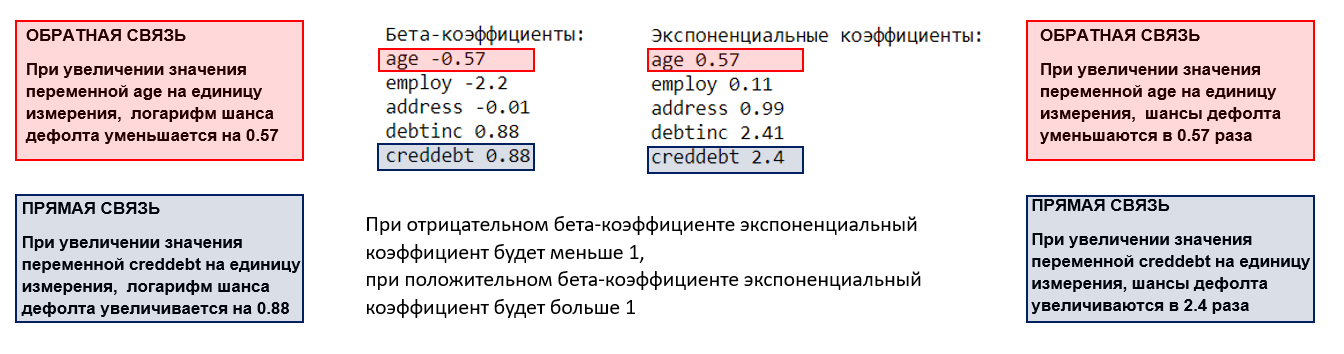 ОБРАТНАЯ СВЯЗЬ
При увеличении значения
переменной age на единицу
измерения, логарифм шанса
дефолта уменьшается на 0.57
ПРЯМАЯ СВЯЗЬ
При увеличении значения
переменной creddebt на единицу
измерения, логарифм шанса
дефолта увеличивается на 0.88
Бета-коэффициенты:
age -0.57
employ -2.2
address -0.01
debtinc 0.88
creddebt 0.88
Экспоненциальные коэффициенты:
age 0.57
employ 0.11
address 0.99
debtinc 2.41
creddebt 2.4
При отрицательном бета-коэффициенте экспоненциальный
коэффициент будет меньше 1,
при положительном бета-коэффициенте экспоненциальный
коэффициент будет больше 1
ОБРАТНАЯ СВЯЗЬ
При увеличении значения
переменной age на единицу
измерения, шансы дефолта
уменьшаются в 0.57 раза
ПРЯМАЯ СВЯЗЬ
При увеличении значения
переменной creddebt на единицу
измерения, шансы дефолта
увеличиваются в 2.4 раза